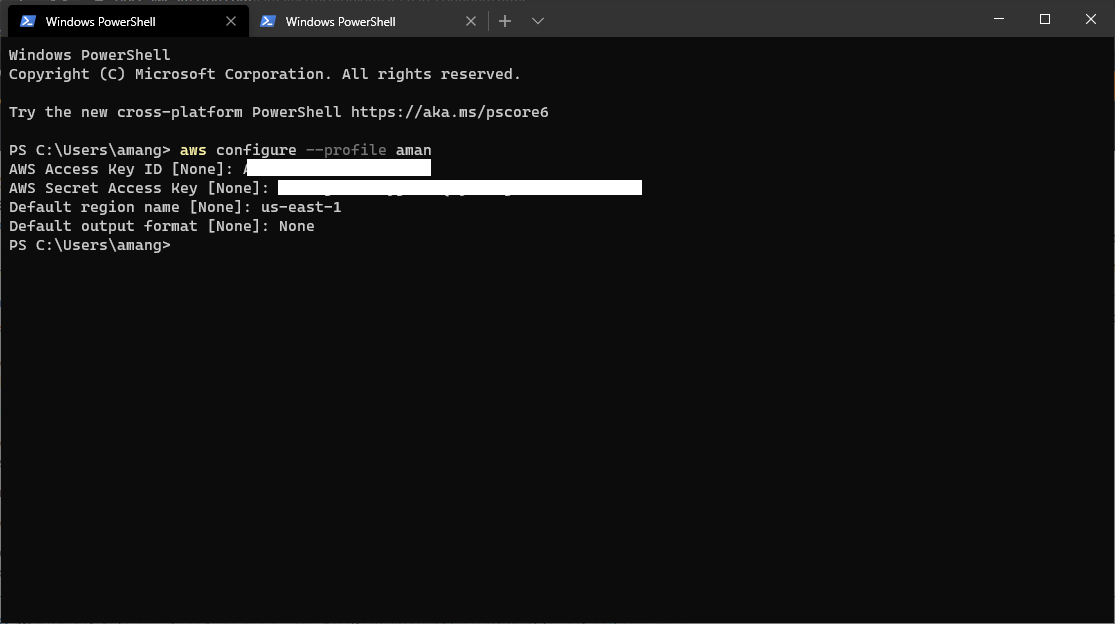 Windows PowerShell
Windows PowerShell
Windows PowerShell
Copyright (C) Microsoft Corporation. All rights reserved.
Try the new cross-platform PowerShell https://aka.ms/pscore6
PS C:\Users\amang> aws configure --profile aman
AWS Access Key ID [None]:
AWS Secret Access Key [None]:
Default region name [None]: us-east-1
Default output format [None]: None
PS C:\Users\amang>